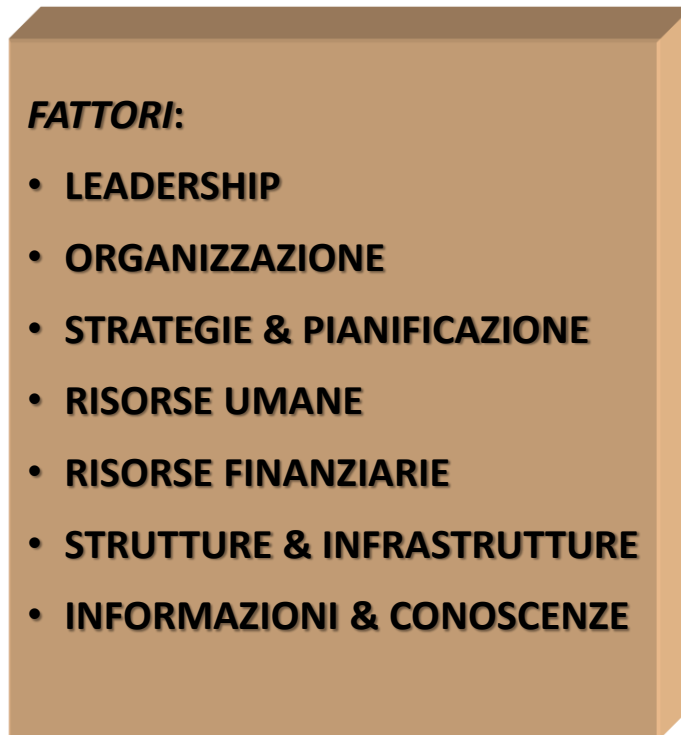 FATTORI:
• LEADERSHIP
• ORGANIZZAZIONE
• STRATEGIE & PIANIFICAZIONE
• RISORSE UMANE
• RISORSE FINANZIARIE
• STRUTTURE & INFRASTRUTTURE
• INFORMAZIONI & CONOSCENZE